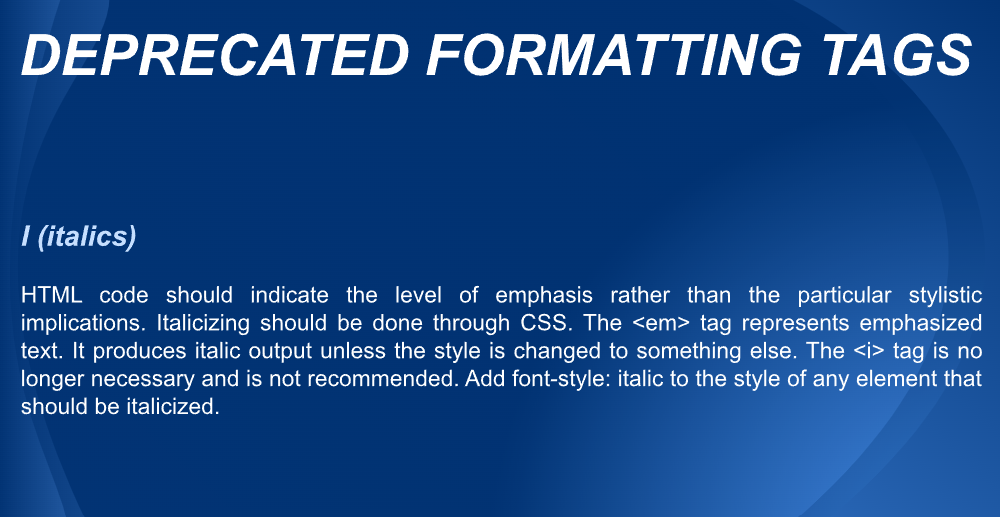 DEPRECATED FORMATTING TAGS
I (italics)
HTML code should indicate the level of emphasis rather than the particular stylistic
implications. Italicizing should be done through CSS. The <em> tag represents emphasized
text. It produces italic output unless the style is changed to something else. The <i> tag is no
longer necessary and is not recommended. Add font-style: italic to the style of any element that
should be italicized.